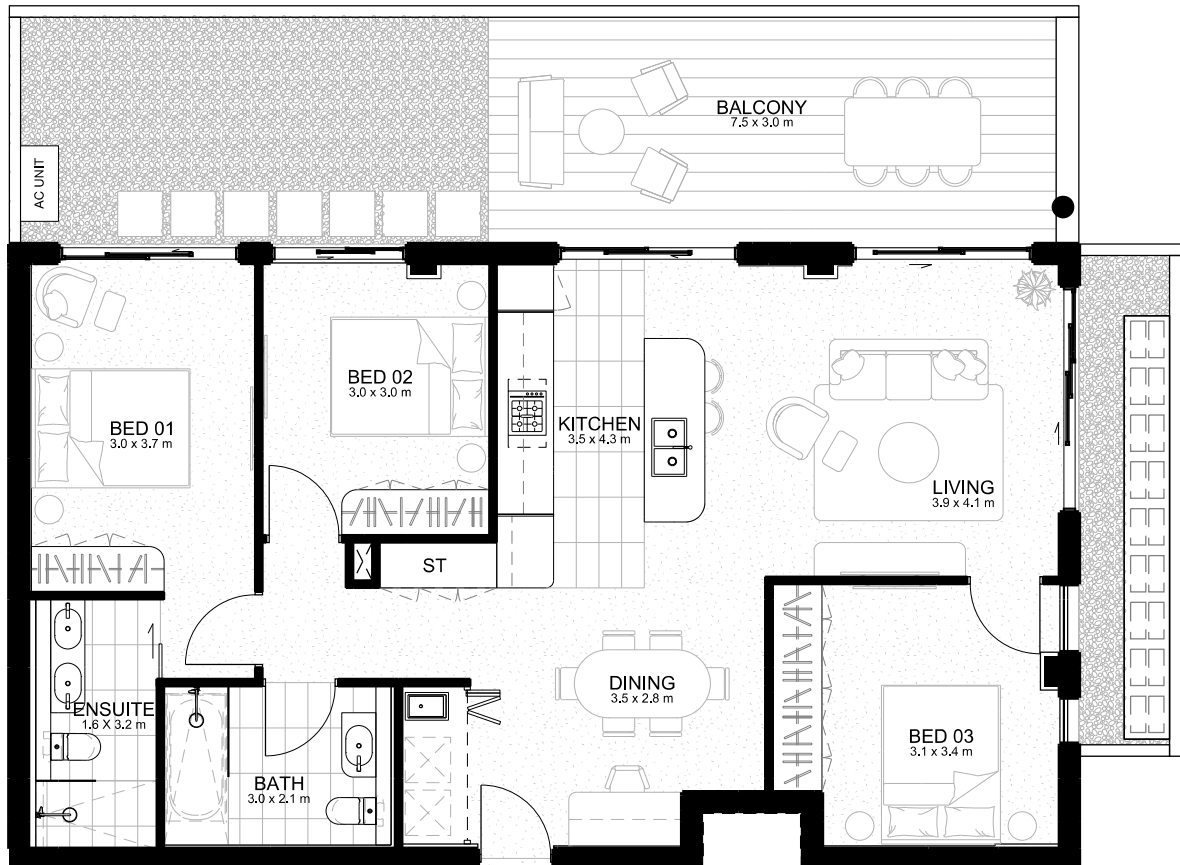 BALCONY
7.5 x 3.0 m
AC UNIT
BED 01
3.0 x 3.7 m
BED 02
3.0 x 3.0 m
KITCHEN
3.5 x 4.3 m
LIVING
3.9 x 4.1 m
ST
ENSUITE
1.6 X 3.2 m
BATH
3.0 x 2.1 m
DINING
3.5 x 2.8 m
BED 03
3.1 x 3.4 m